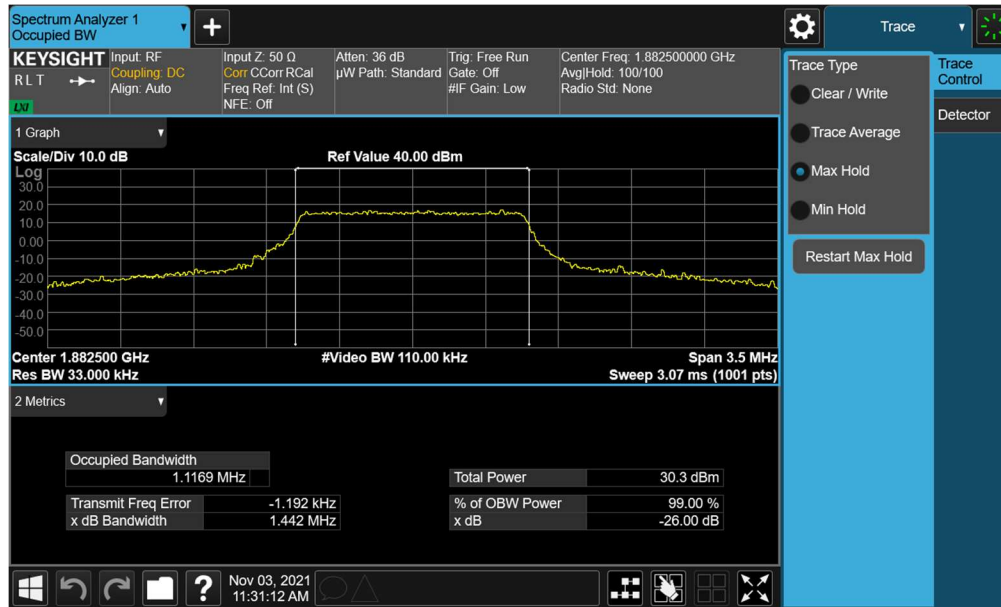 Spectrum Analyzer 1
Occupied BW
Trace
KEYSIGHT
R L T
LXI
Input: RF
Coupling: DC
Align: Auto
Input Z: 50 Ω
Corr CCorr RCal
Freq Ref: Int (S)
NFE: Off
Atten: 36 dB
µW Path: Standard
Trig: Free Run
Gate: Off
#IF Gain: Low
Center Freq: 1.882500000 GHz
Avg|Hold: 100/100
Radio Std: None
Trace Type
Clear / Write
Trace Average
Max Hold
Min Hold
Restart Max Hold
Trace
Control
Detector
1 Graph
Scale/Div 10.0 dB
Ref Value 40.00 dBm
Log
30.0
20.0
10.0
0.00
-10.0
-20.0
-30.0
-40.0
-50.0
Center 1.882500 GHz
#Video BW 110.00 kHz
Span 3.5 MHz
Res BW 33.000 kHz
Sweep 3.07 ms (1001 pts)
2 Metrics
Occupied Bandwidth
1.1169 MHz
Total Power 30.3 dBm
Transmit Freq Error -1.192 kHz
% of OBW Power 99.00 %
x dB Bandwidth 1.442 MHz
x dB -26.00 dB
?
Nov 03, 2021
11:31:12 AM